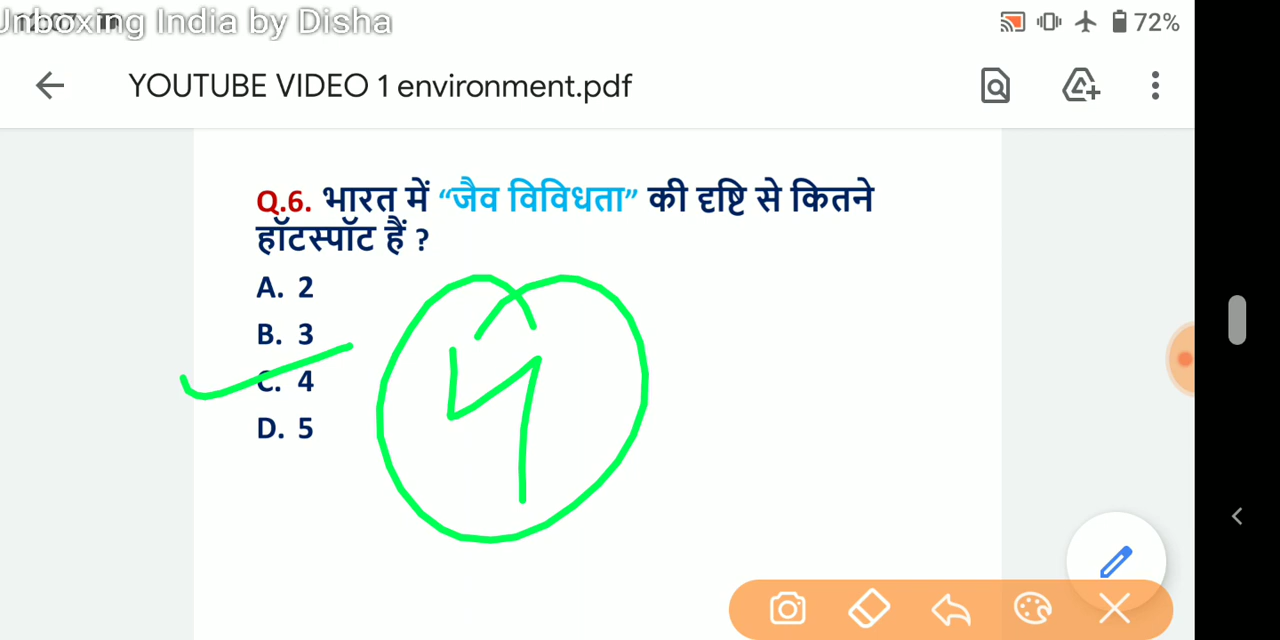 Unboxing India by Disha
72%
YOUTUBE VIDEO 1 environment.pdf
Q.6. भारत में “जैव विविधता” की दृष्टि से कितने
हॉटस्पॉट हैं ?
A. 2
B. 3
C. 4
D. 5
4